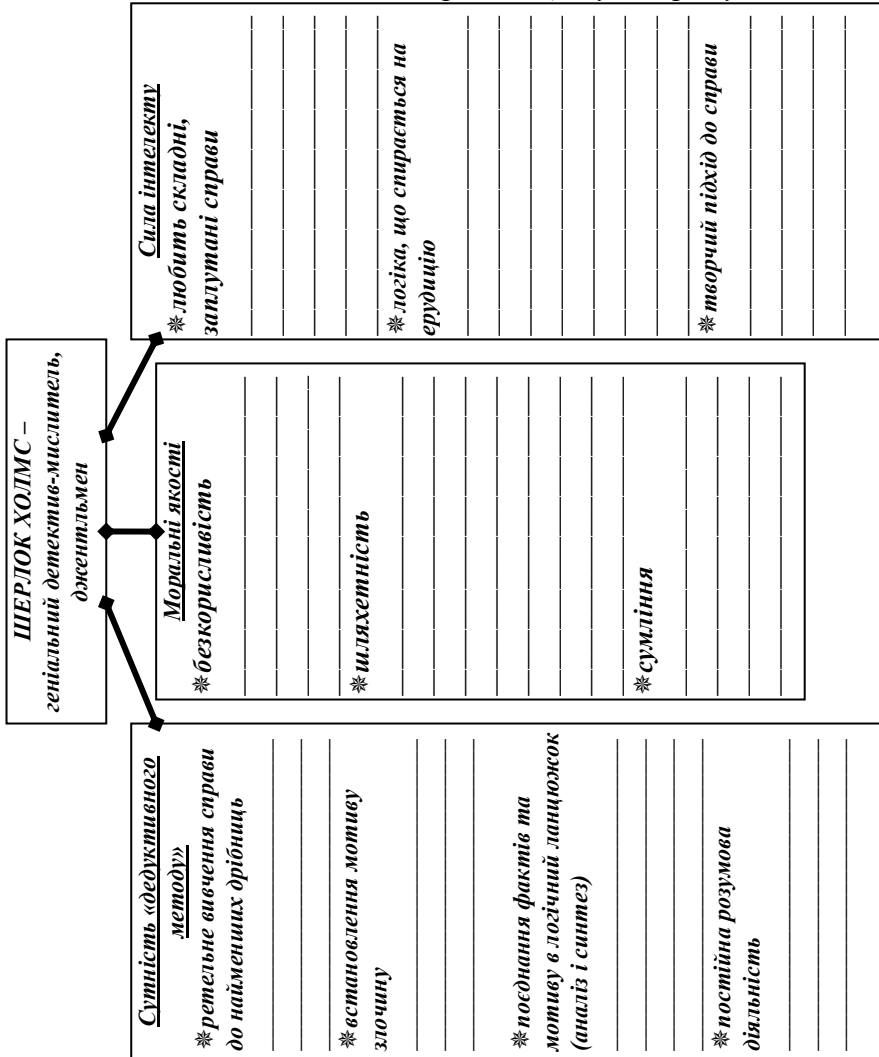 ШЕРЛОК ХОЛМС –
геніальний детектив-мислитель,
джентльмен
Сутність «дедуктивного
методу»
✵ретельне вивчення справи
до найменших дрібниць
✵встановлення мотиву
злочину
✵поєднання фактів та
мотиву в логічний ланцюжок
(аналіз і синтез)
✵постійна розумова
діяльність
Моральні якості
✵безкорисливість
✵шляхетність
✵сумління
Сила інтелекту
✵любить складні,
заплутані справи
✵логіка, що спирається на
ерудицію
✵творчий підхід до справи